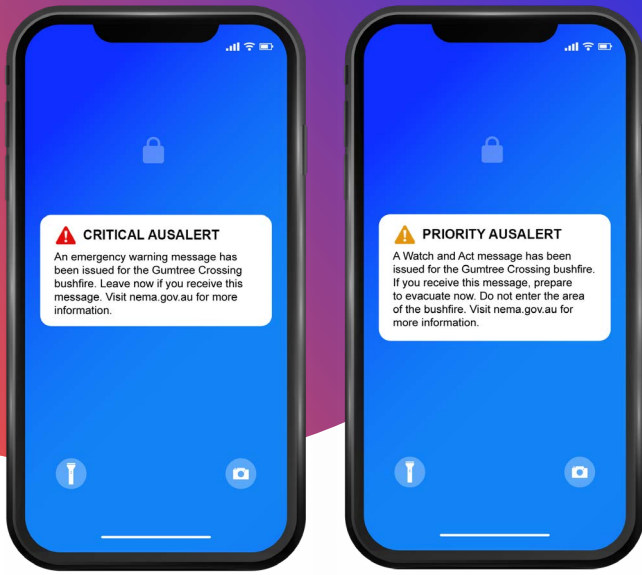 CRITICAL AUSALERT
An emergency warning message has
been issued for the Gumtree Crossing
bushfire. Leave now if you receive this
message. Visit nema.gov.au for more
information.
PRIORITY AUSALERT
A Watch and Act message has been
issued for the Gumtree Crossing bushfire.
If you receive this message, prepare
to evacuate now. Do not enter the area
of the bushfire. Visit nema.gov.au for
more information.